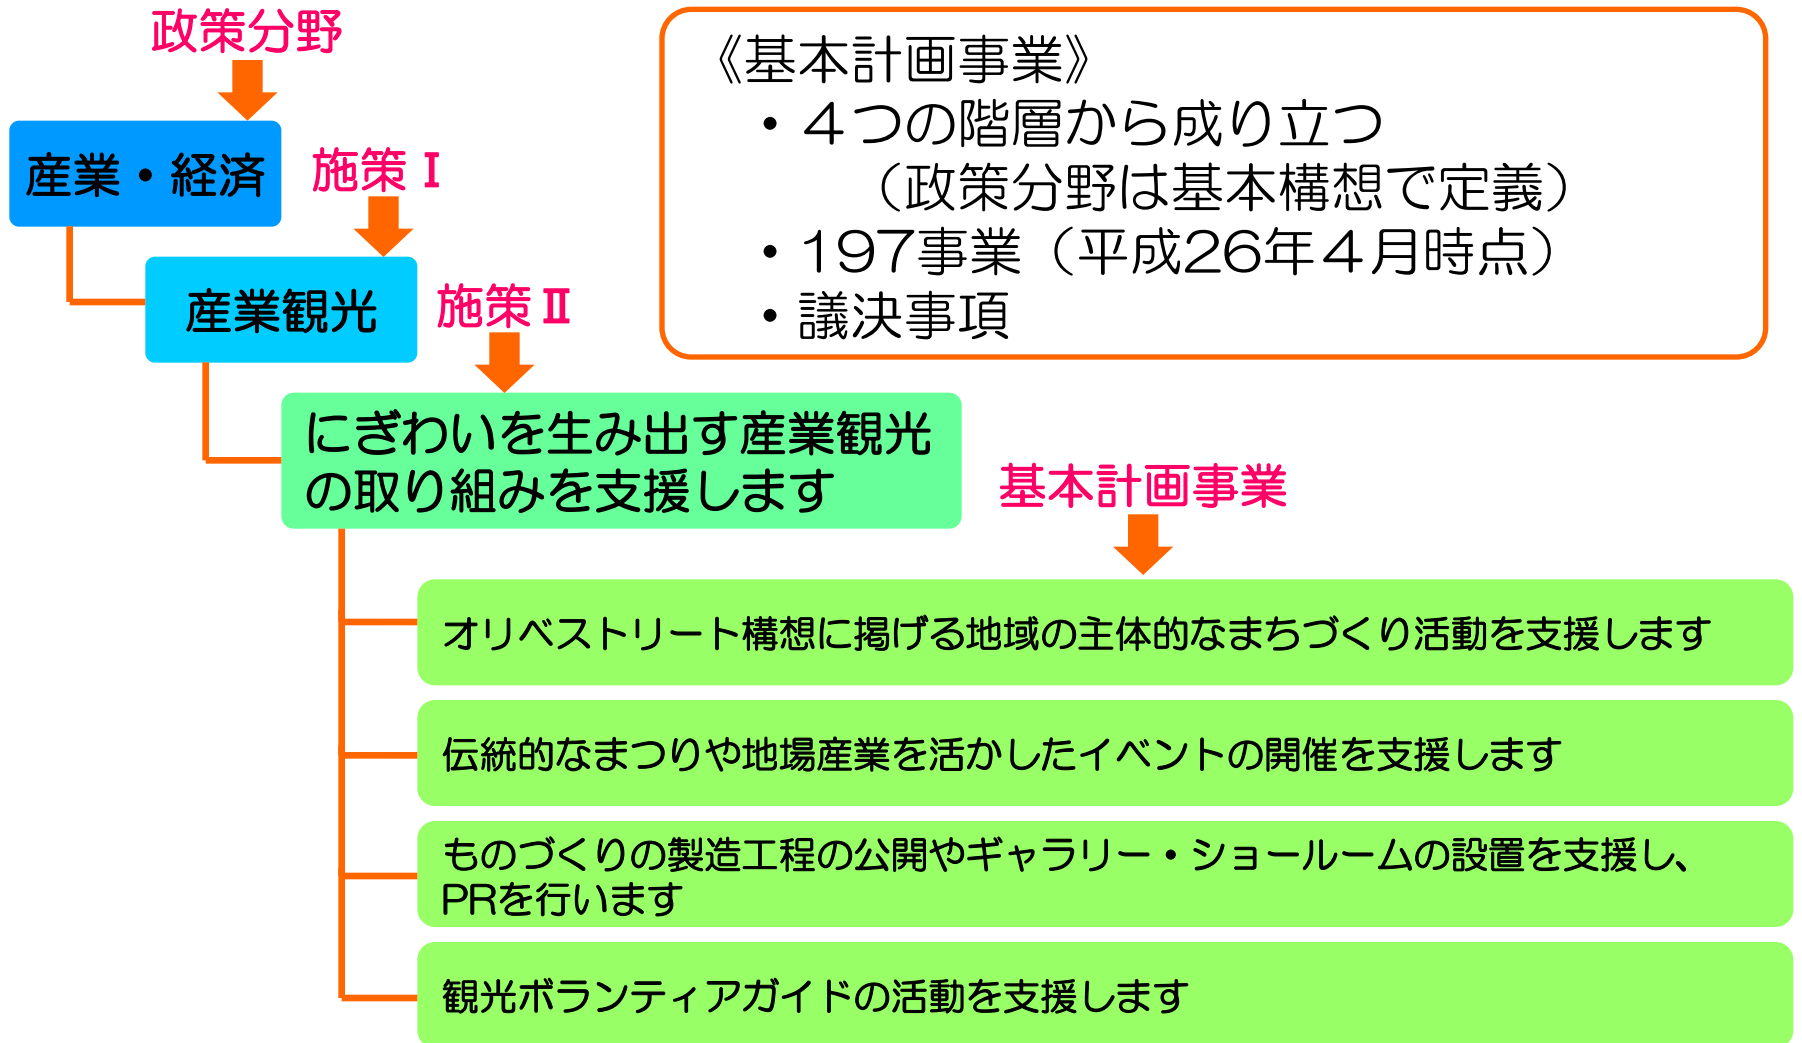 政策分野
産業・経済
施策Ⅰ
産業観光
施策Ⅱ
にぎわいを生み出す産業観光
の取り組みを支援します
《基本計画事業》
・４つの階層から成り立つ
（政策分野は基本構想で定義）
・197事業（平成26年４月時点）
・議決事項
基本計画事業
オリベストリート構想に掲げる地域の主体的なまちづくり活動を支援します
伝統的なまつりや地場産業を活かしたイベントの開催を支援します
ものづくりの製造工程の公開やギャラリー・ショールームの設置を支援し、
PRを行います
観光ボランティアガイドの活動を支援します